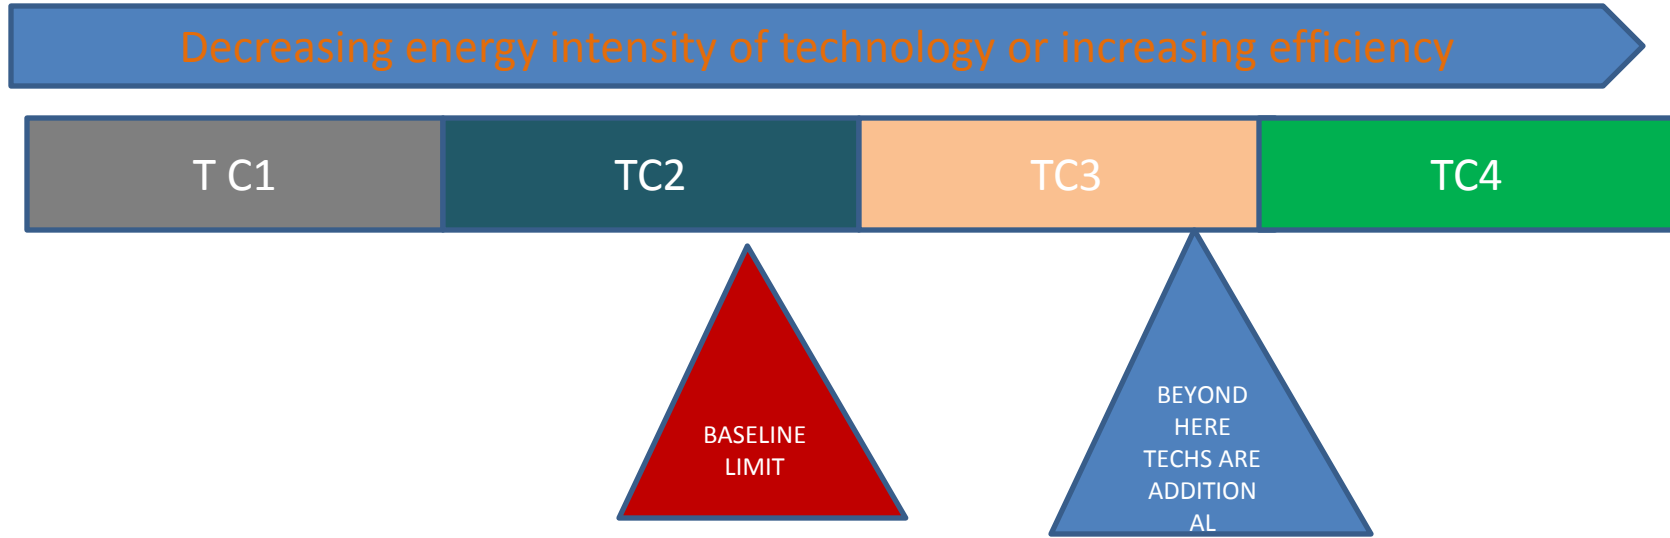 Decreasing energy intensity of technology or increasing efficiency
T C1
TC2
TC3
TC4
BASELINE
LIMIT
BEYOND
HERE
TECHS ARE
ADDITION
AL